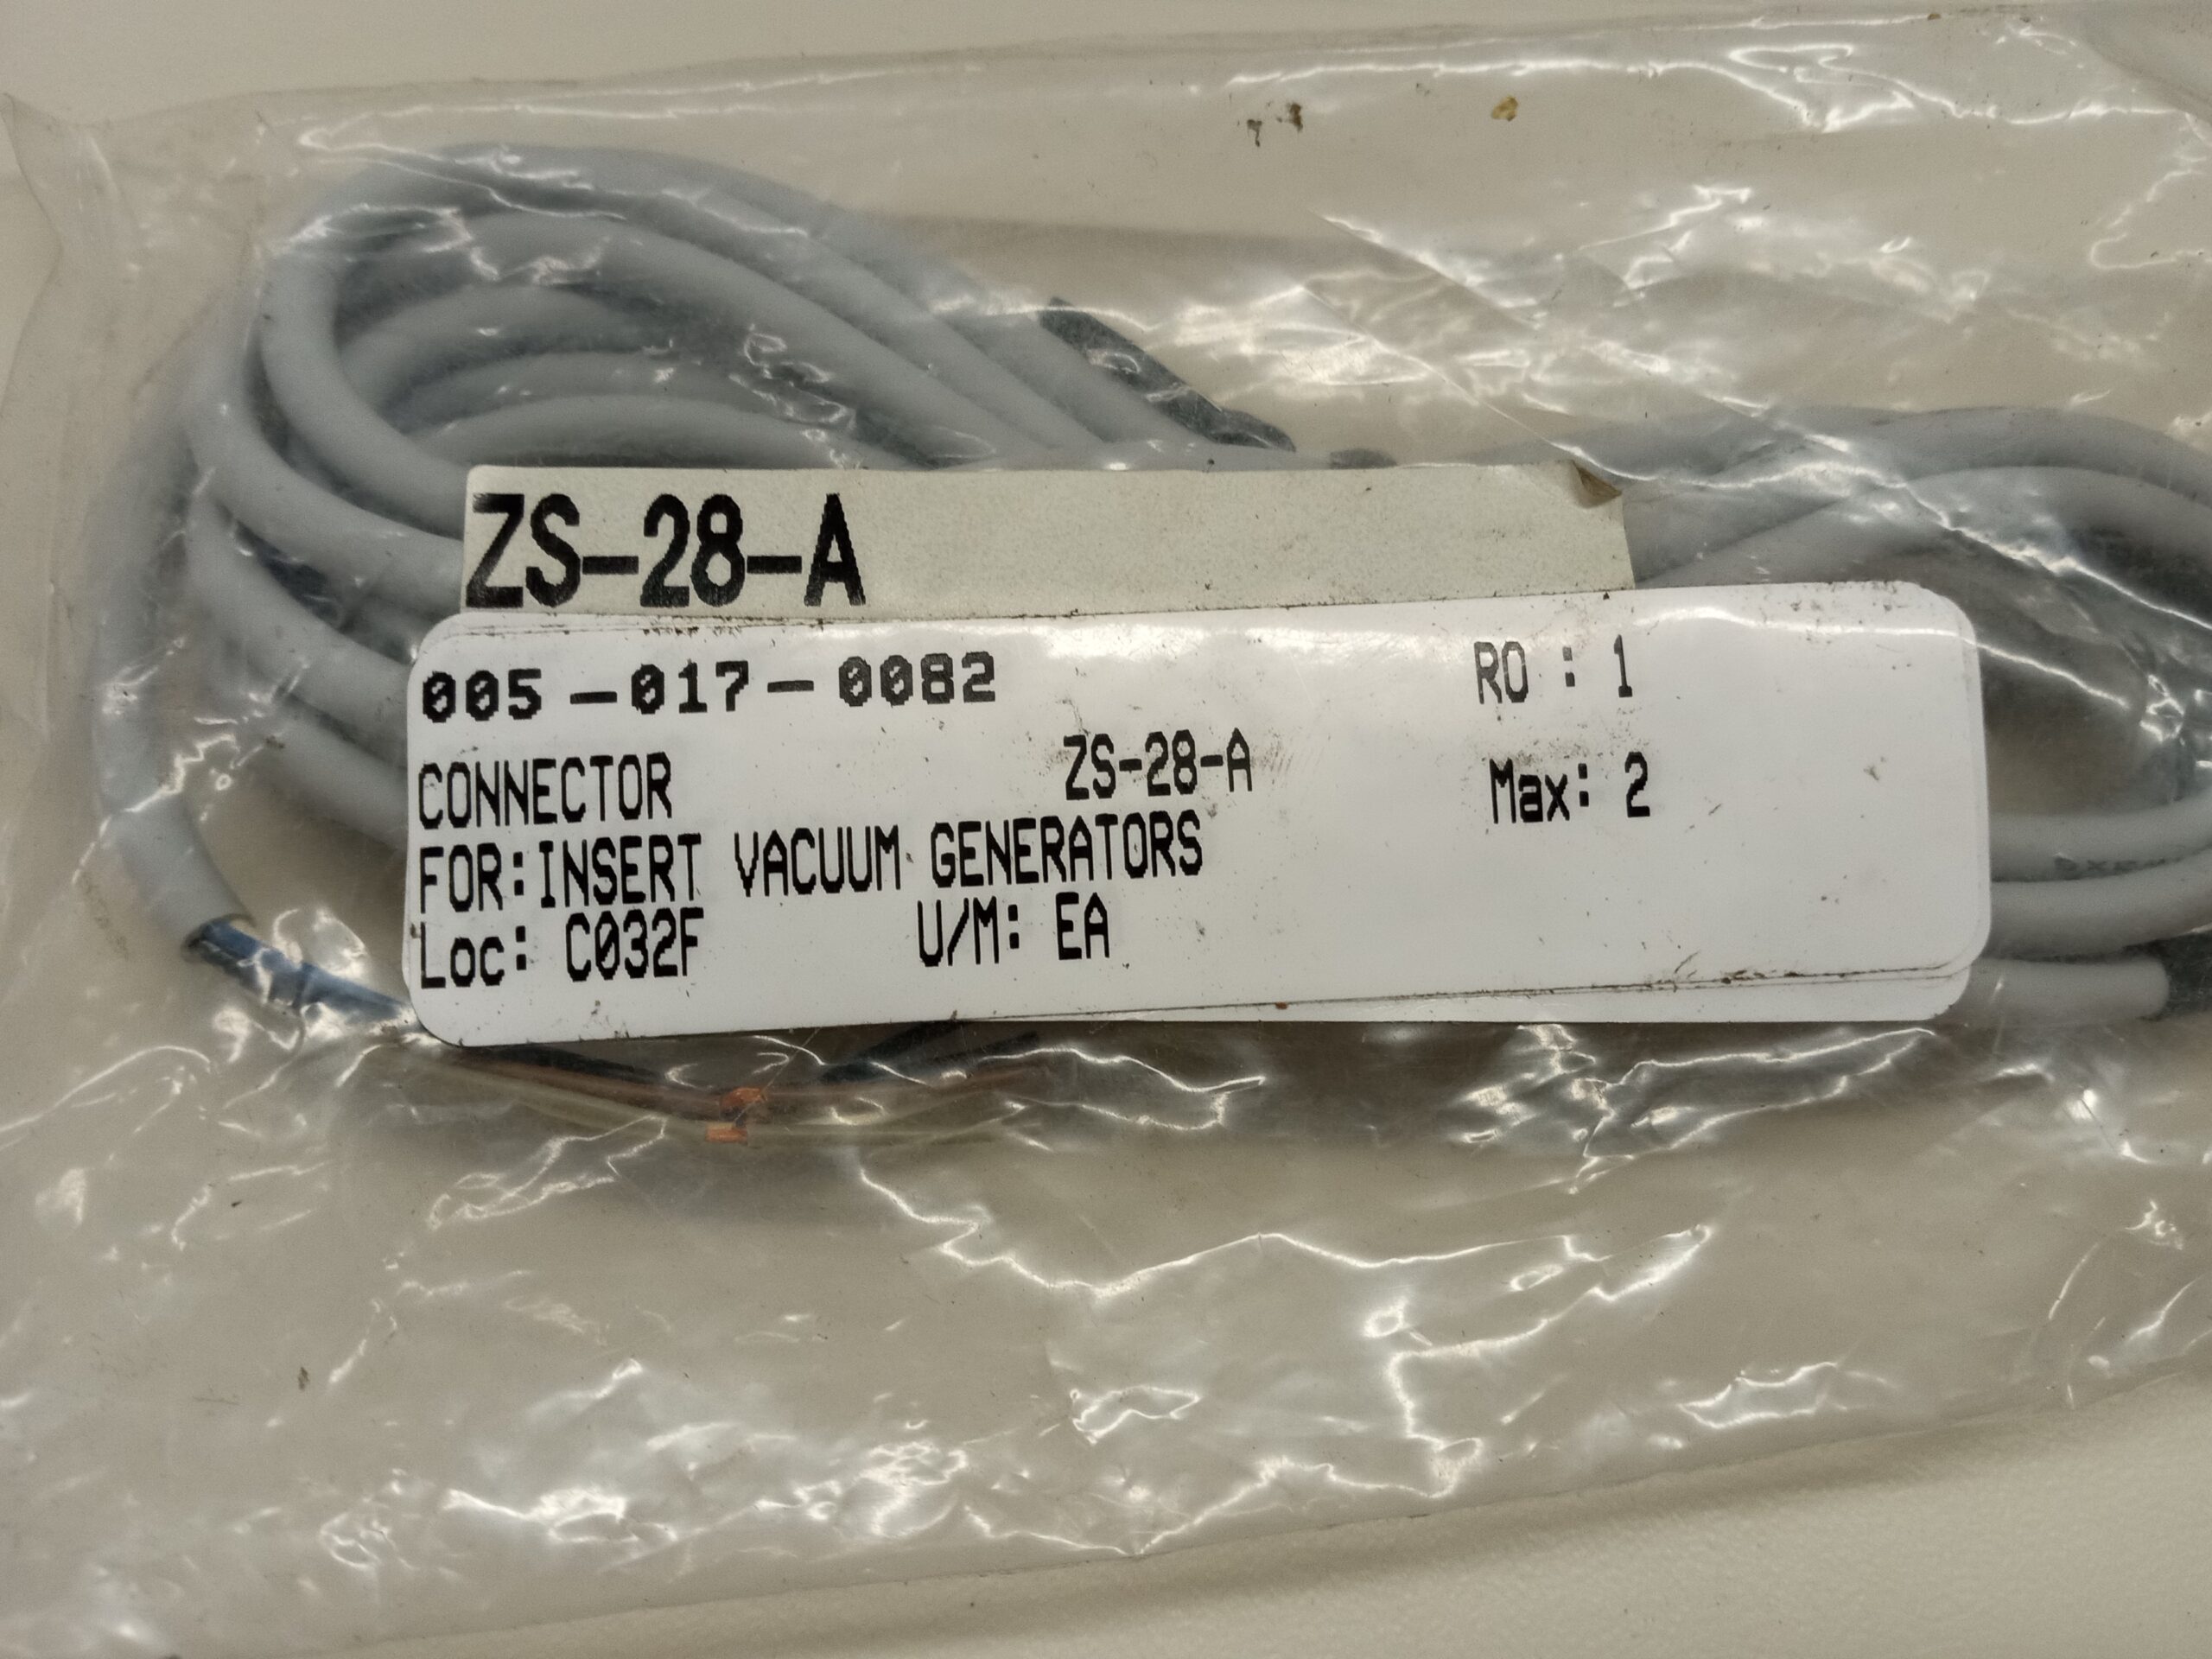 ZS-28-A
005-017-0082 RO : 1
CONNECTOR ZS-28-A Max: 2
FOR:INSERT VACUUM GENERATORS
Loc: C032F U/M: EA